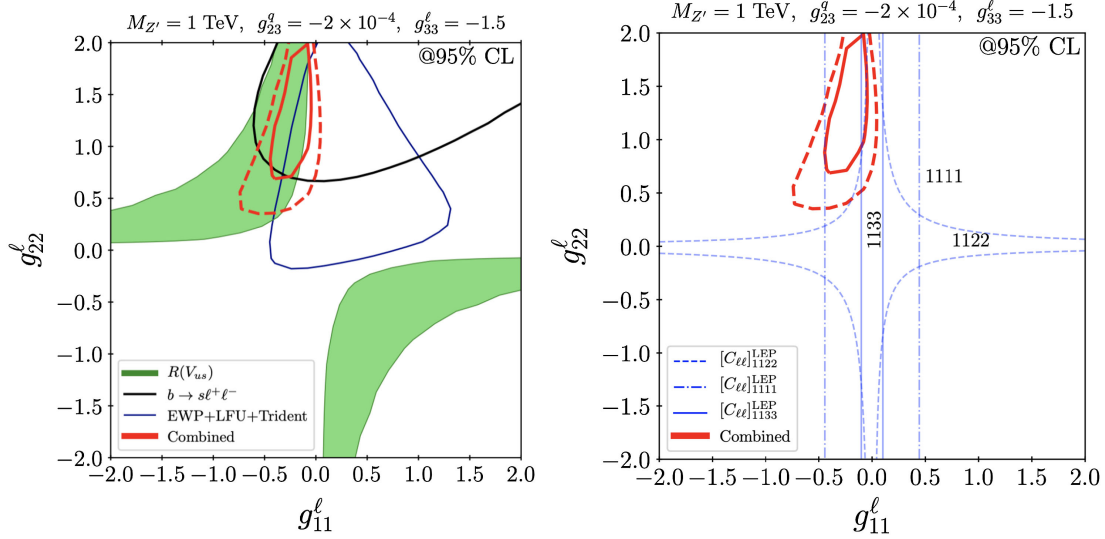 M_{Z'} = 1 TeV, g^q_{23} = −2 × 10^{−4}, g^ℓ_{33} = −1.5
@95% CL
2.0
1.5
1.0
0.5
0.0
−0.5
−1.0
−1.5
−2.0
g^ℓ_{22}
R(V_{us})
b → sℓ^+ℓ^−
EWP+LFU+Trident
Combined
−2.0 −1.5 −1.0 −0.5 0.0 0.5 1.0 1.5 2.0
g^ℓ_{11}
M_{Z'} = 1 TeV, g^q_{23} = −2 × 10^{−4}, g^ℓ_{33} = −1.5
@95% CL
2.0
1.5
1.0
0.5
0.0
−0.5
−1.0
−1.5
−2.0
g^ℓ_{22}
1111
1133
1122
[C_{ℓℓ}]^{LEP}_{1122}
[C_{ℓℓ}]^{LEP}_{1111}
[C_{ℓℓ}]^{LEP}_{1133}
Combined
−2.0 −1.5 −1.0 −0.5 0.0 0.5 1.0 1.5 2.0
g^ℓ_{11}